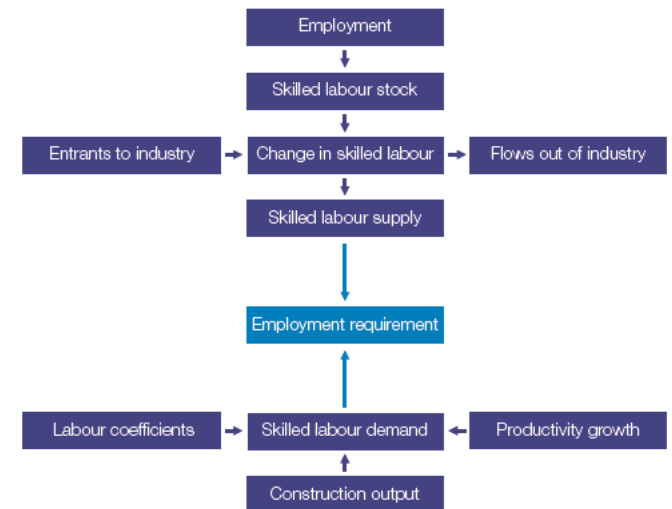 Employment
Skilled labour stock
Entrants to industry
Change in skilled labour
Flows out of industry
Skilled labour supply
Employment requirement
Labour coefficients
Skilled labour demand
Productivity growth
Construction output